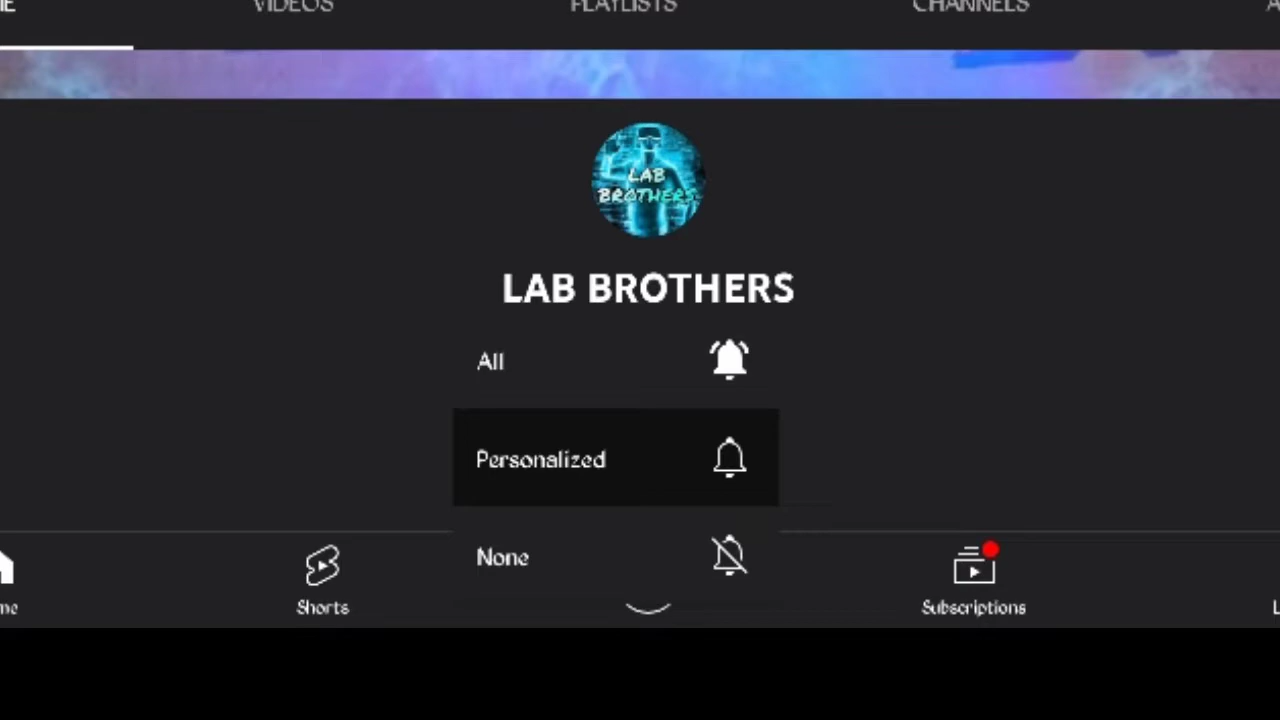 VIDEOS PLAYLISTS CHANNELS
LAB
BROTHERS
LAB BROTHERS
All
Personalized
None
Shorts Subscriptions